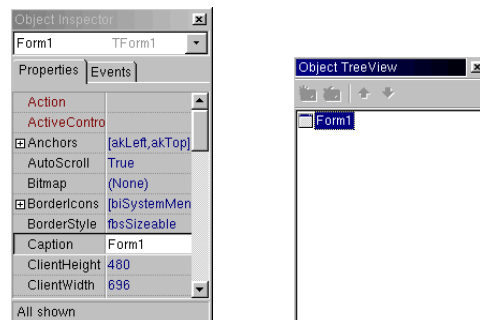 Object Inspector
Form1 TForm1
Properties Events
Action
ActiveContro
Anchors [akLeft,akTop]
AutoScroll True
Bitmap (None)
BorderIcons [biSystemMen
BorderStyle fbsSizeable
Caption Form1
ClientHeight 480
ClientWidth 696
All shown
Object TreeView
Form1